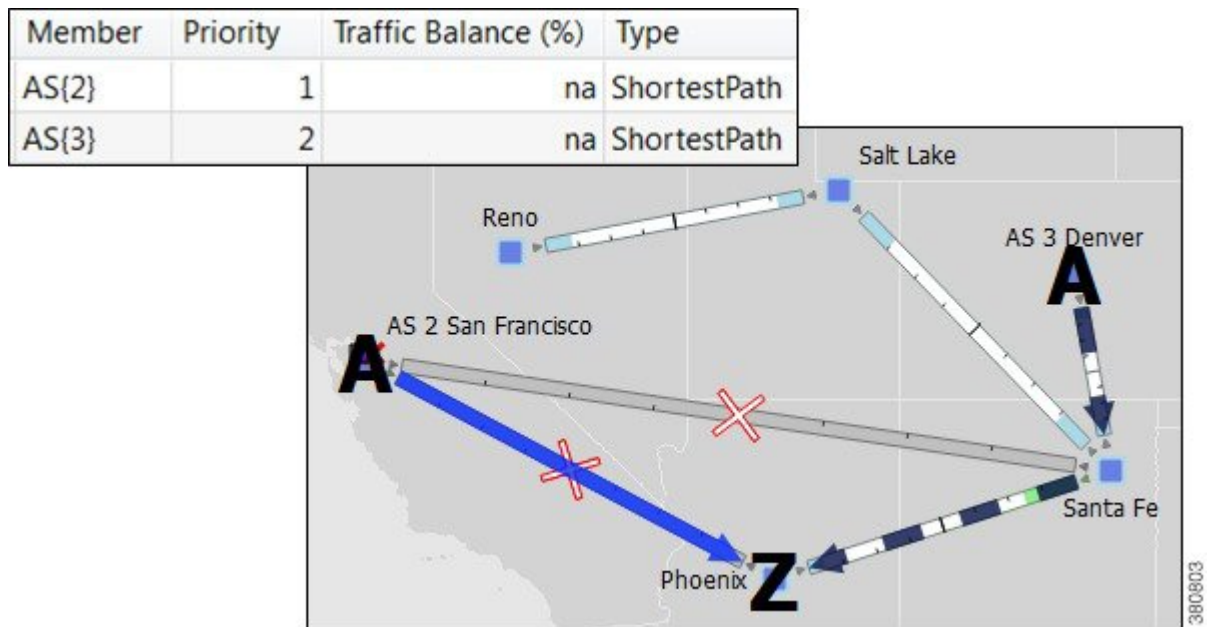 Member Priority Traffic Balance (%) Type
AS{2} 1 na ShortestPath
AS{3} 2 na ShortestPath
Salt Lake
Reno
AS 3 Denver
A
AS 2 San Francisco
A
Santa Fe
Phoenix Z
380803